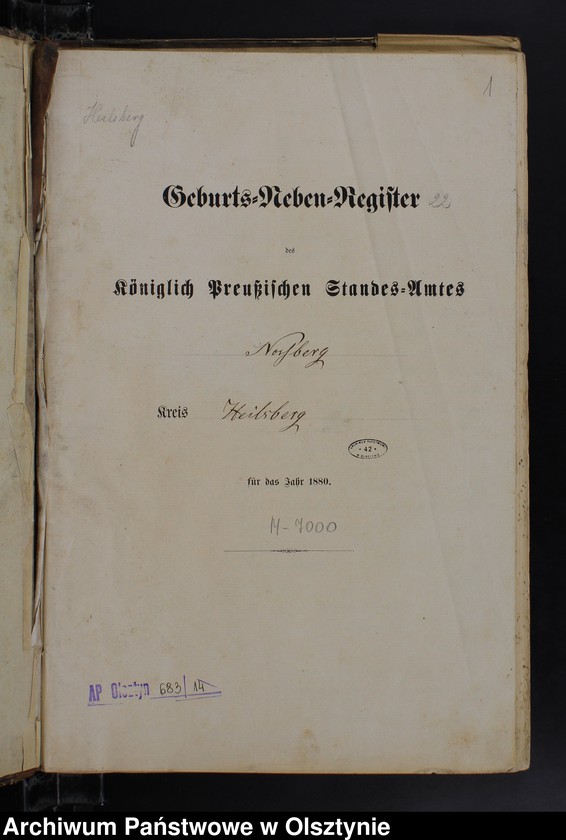 1
Heilsberg
Geburts-Neben-Register 22
des
Königlich Preußischen Standes-Amtes
Noßberg
Kreis Heilsberg
42
für das Jahr 1880.
M-7000
AP Olsztyn 683/14
Archiwum Państwowe w Olsztynie